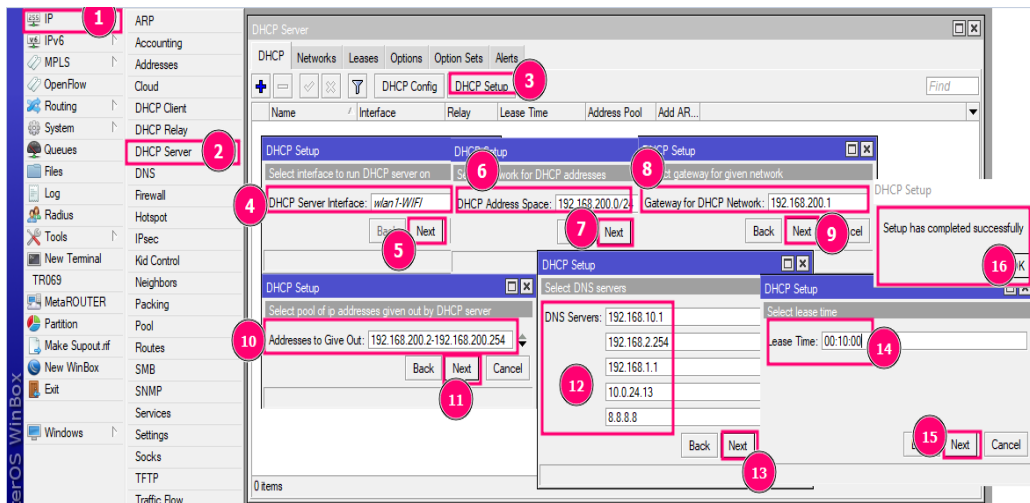 IP
IPv6
MPLS
OpenFlow
Routing
System
Queues
Files
Log
Radius
Tools
New Terminal
TR069
MetaROUTER
Partition
Make Supout.rif
New WinBox
Exit
Windows
terOS WinBox
ARP
Accounting
Addresses
Cloud
DHCP Client
DHCP Relay
DHCP Server
DNS
Firewall
Hotspot
IPsec
Kid Control
Neighbors
Packing
Pool
Routes
SMB
SNMP
Services
Settings
Socks
TFTP
Traffic Flow
1
2
DHCP Server
DHCP Networks Leases Options Option Sets Alerts
DHCP Config DHCP Setup 3 Find
Name / Interface Relay Lease Time Address Pool Add AR...
DHCP Setup
Select interface to run DHCP server on
4 DHCP Server Interface: wlan1-WIFI
Next
5
6
DHCP Address Space: 192.168.200.0/24
7 Next
8
DHCP Setup
gateway for given network
Gateway for DHCP Network: 192.168.200.1
Back Next 9
DHCP Setup
Setup has completed successfully
16
DHCP Setup
Select pool of ip addresses given out by DHCP server
10 Addresses to Give Out: 192.168.200.2-192.168.200.254
Back Next Cancel
11
DHCP Setup
Select DNS servers
DNS Servers: 192.168.10.1
192.168.2.254
192.168.1.1
10.0.24.13
8.8.8.8
12
Back Next
13
DHCP Setup
Select lease time
Lease Time: 00:10:00
14
15 Next Cancel
0 items